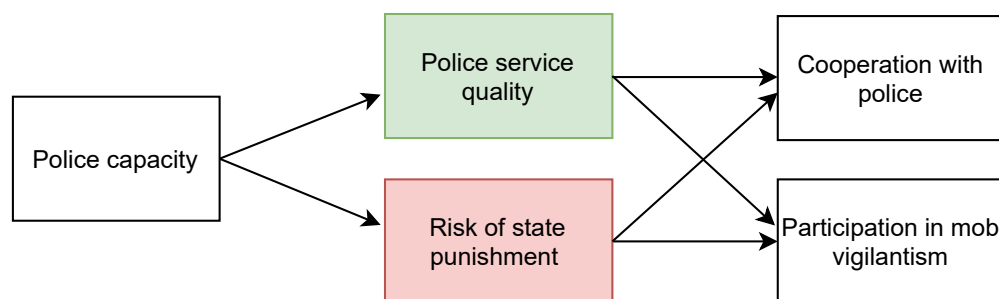 Police capacity
Police service
quality
Risk of state
punishment
Cooperation with
police
Participation in mob
vigilantism